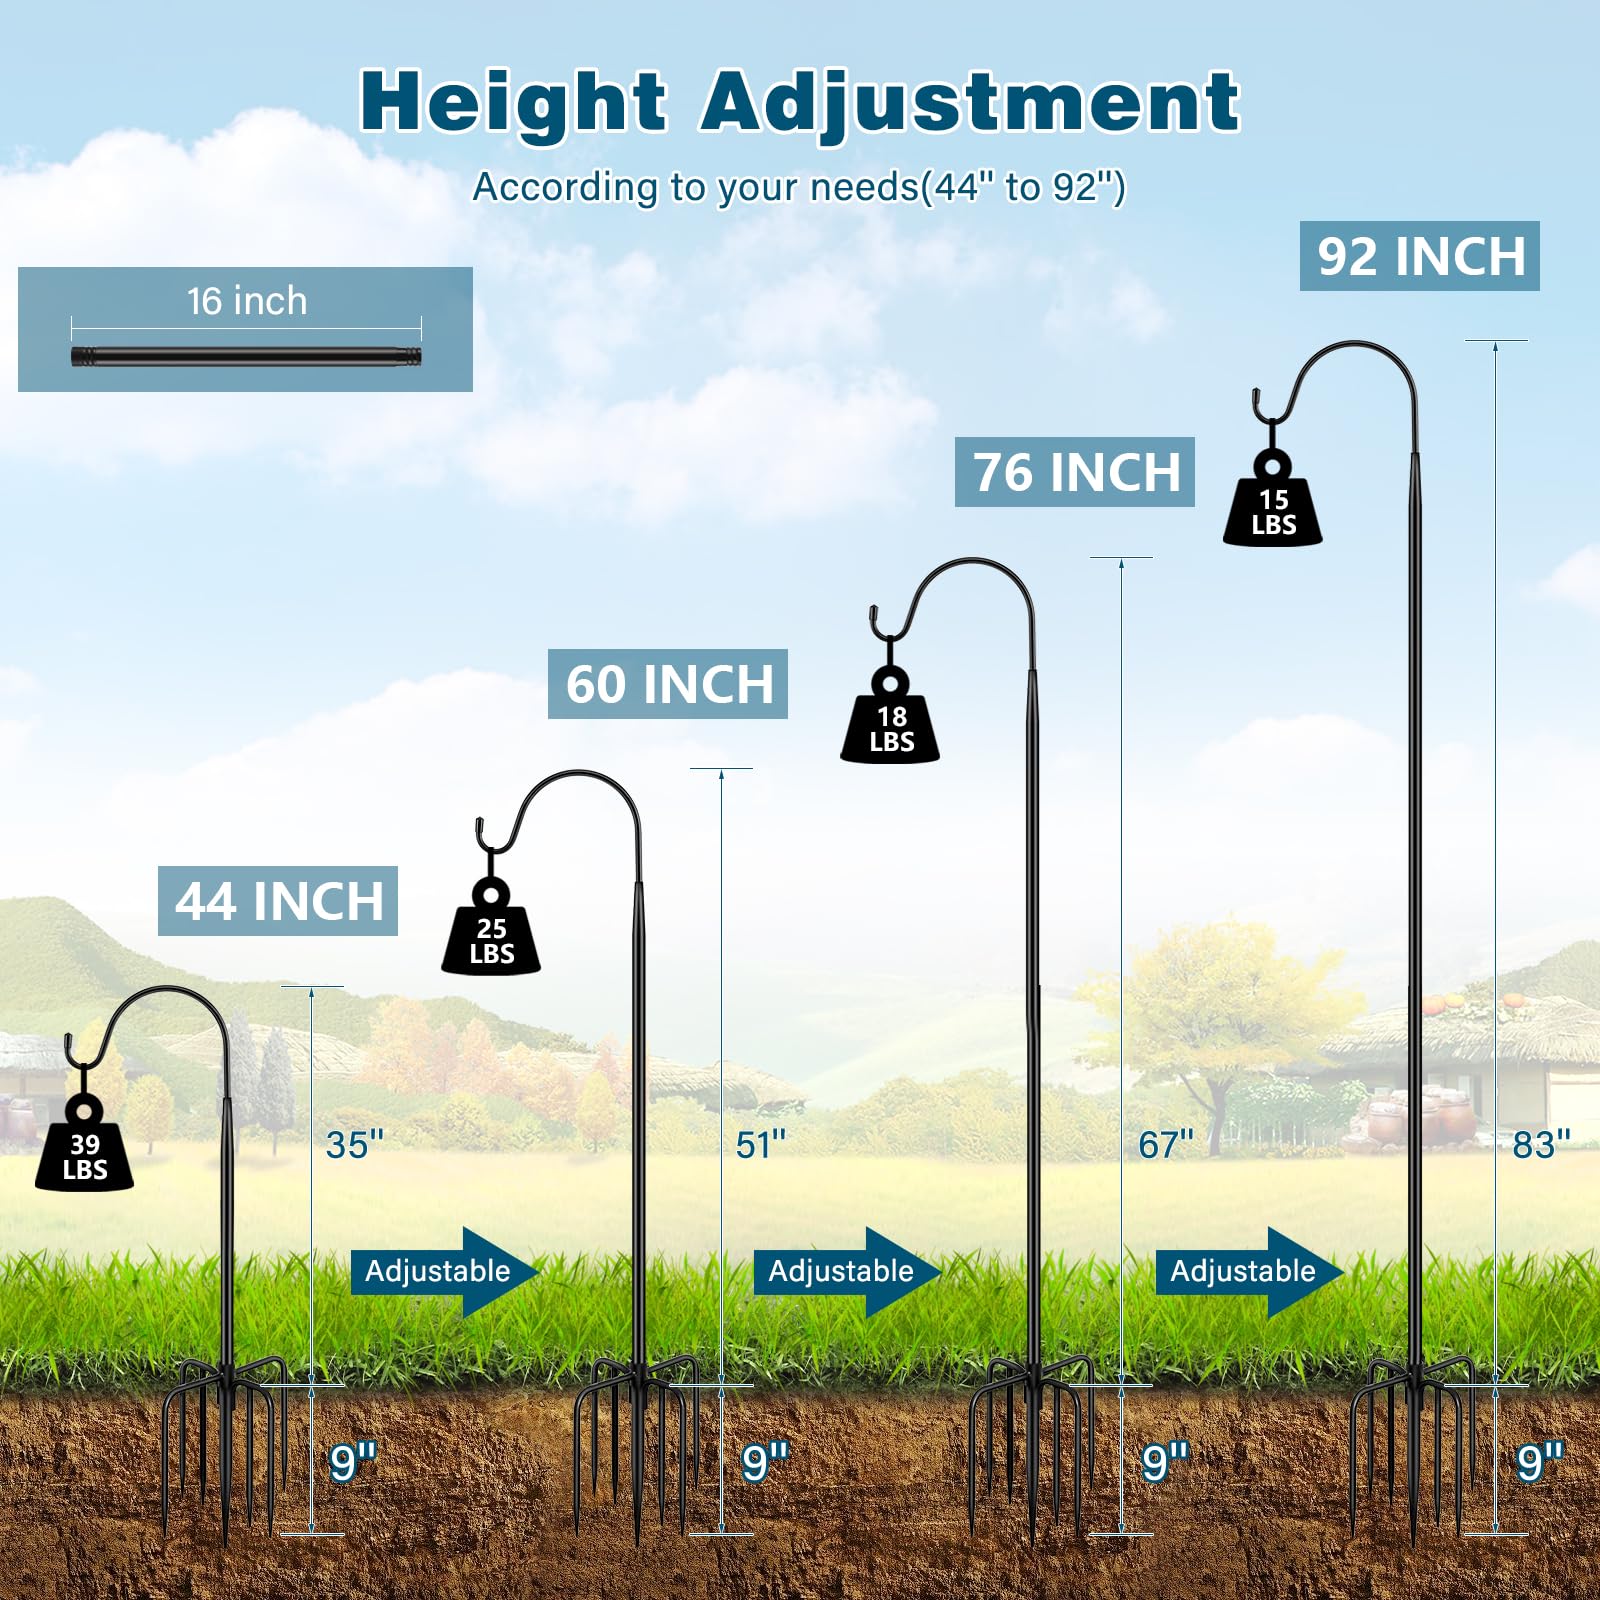 Height Adjustment
According to your needs(44" to 92")
92 INCH
16 inch
76 INCH
15
LBS
60 INCH
18
LBS
44 INCH
25
LBS
39
LBS
35"
51"
67"
83"
Adjustable
Adjustable
Adjustable
9"
9"
9"
9"